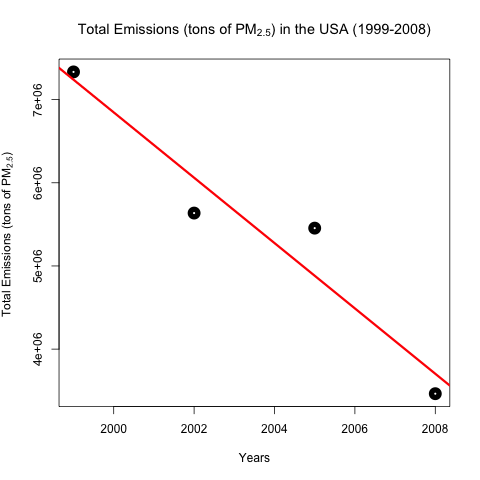 Total Emissions (tons of PM2.5) in the USA (1999-2008)
Total Emissions (tons of PM2.5)
7e+06
6e+06
5e+06
4e+06
2000 2002 2004 2006 2008
Years